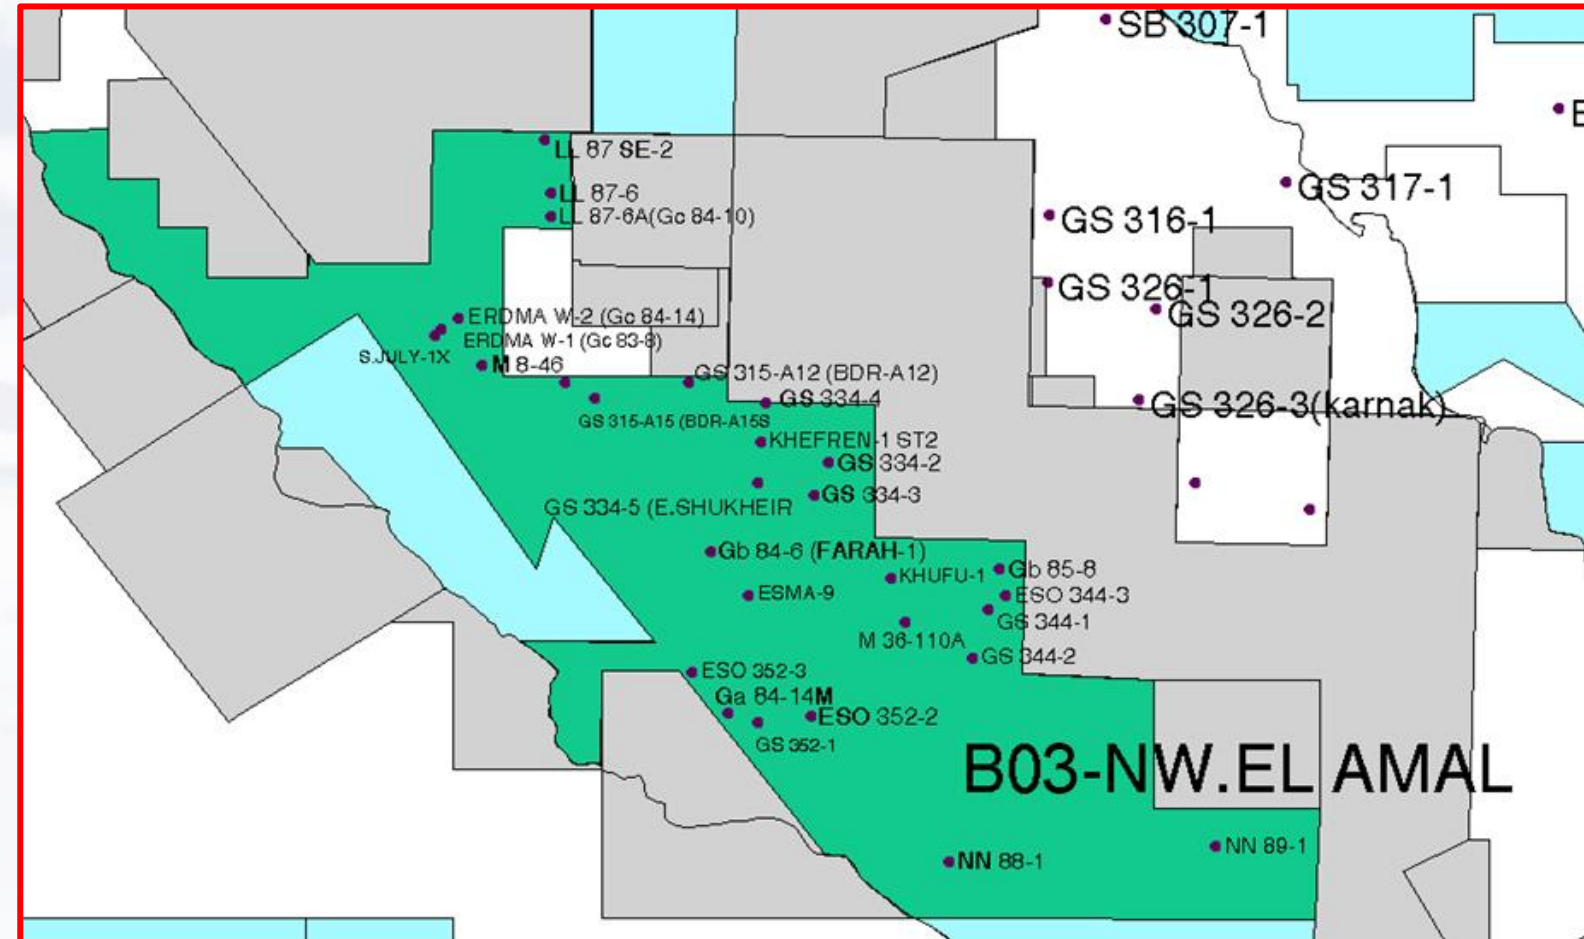 SB 307-1
E
LL 87 SE-2
GS 317-1
LL 87-6
LL 87-6A(Gc 84-10)
GS 316-1
GS 326-1
GS 326-2
ERDMA W-2 (Gc 84-14)
ERDMA W-1 (Gc 83-8)
S.JULY-1X
M 8-46
GS 315-A12 (BDR-A12)
GS 334-4
GS 326-3(karnak)
GS 315-A15 (BDR-A15S
KHEFREN-1 ST2
GS 334-2
GS 334-3
GS 334-5 (E.SHUKHEIR
Gb 84-6 (FARAH-1)
KHUFU-1
Gb 85-8
ESMA-9
ESO 344-3
GS 344-1
M 36-110A
GS 344-2
ESO 352-3
Ga 84-14M
ESO 352-2
GS 352-1
B03-NW.EL AMAL
NN 89-1
NN 88-1